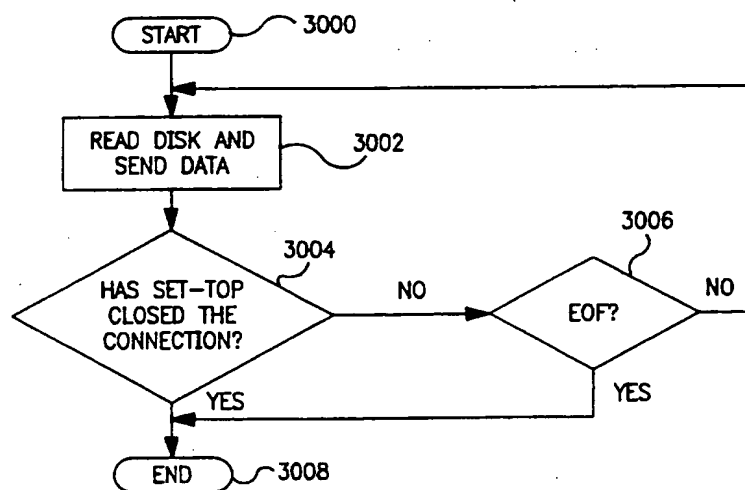 START
3000
READ DISK AND
SEND DATA
3002
HAS SET-TOP
CLOSED THE
CONNECTION?
3004
NO
EOF?
3006
NO
YES
YES
END
3008